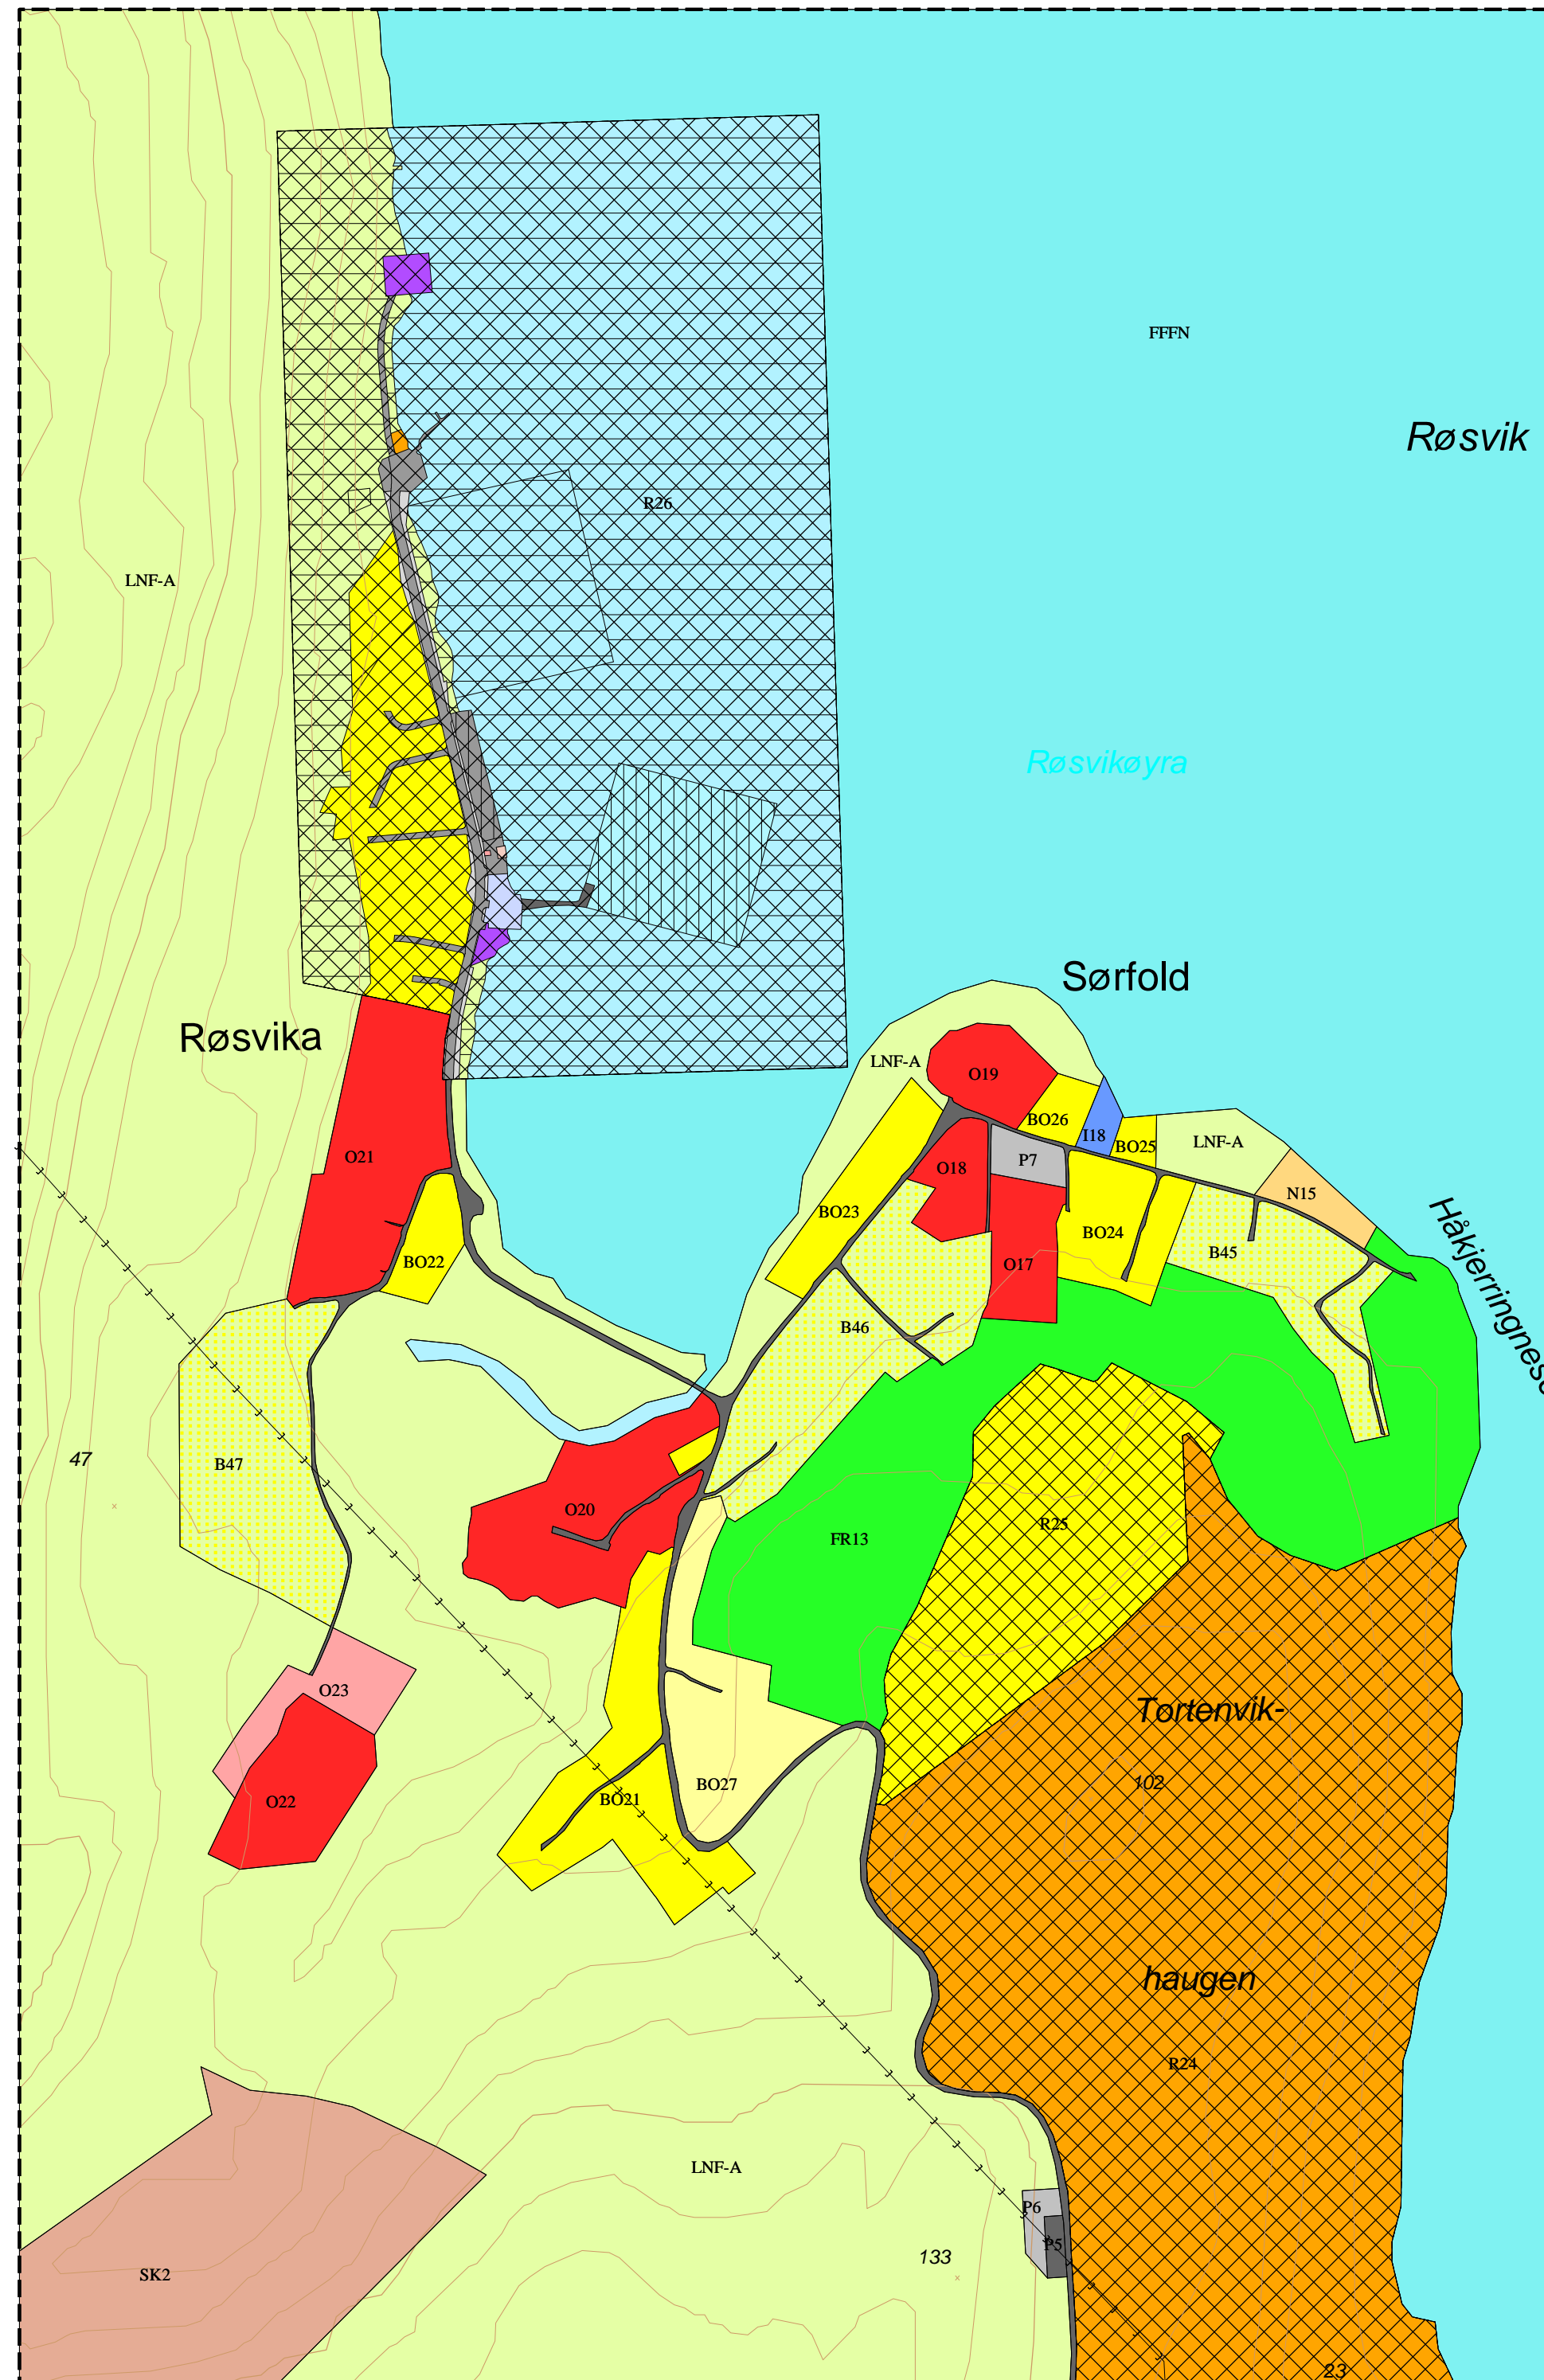 FFFN
Røsvik
R26
LNF-A
Røsvikøyra
Sørfold
Røsvika
LNF-A
O19
BO26
I18
BO25
LNF-A
O21
O18
P7
N15
BO23
BO24
B45
BO22
O17
Håkjerringnes
B46
47
B47
O20
R25
FR13
O23
Tortenvik-
102
BO27
BO21
O22
haugen
R24
LNF-A
P6
P5
133
SK2
23